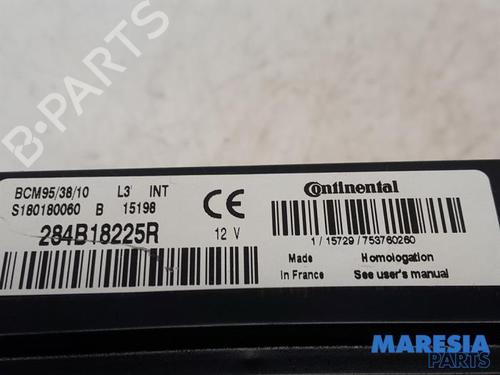 BCM95/38/10 L3 INT
S180180060 B 15198
284B18225R
CE
12 V
Continental
1 / 15729 / 753760260
Made Homologation
in France See user's manual
B-Parts
MARESIA
PARTS